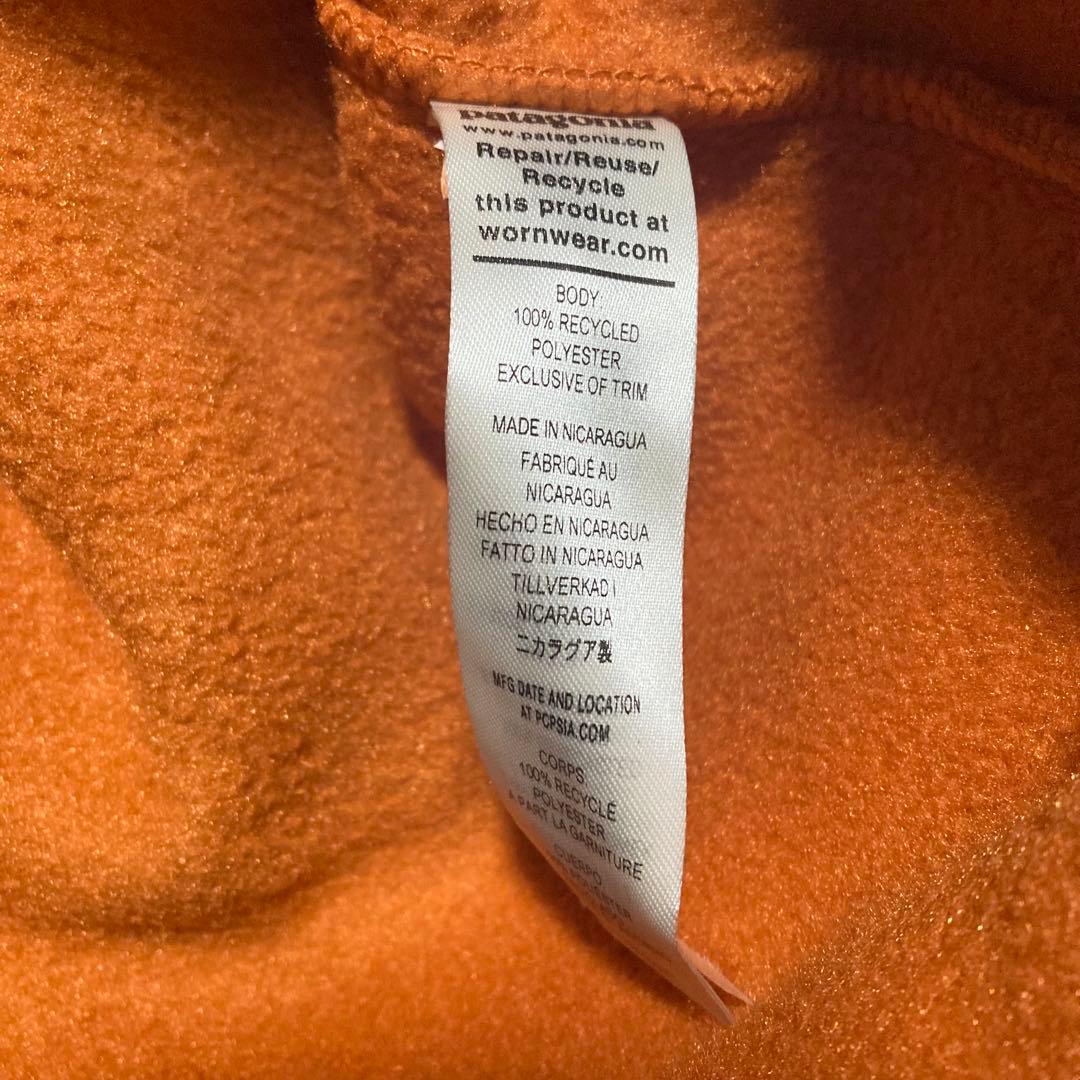 patagonia
www.patagonia.com
Repair/Reuse/
Recycle
this product at
wornwear.com
BODY:
100% RECYCLED
POLYESTER
EXCLUSIVE OF TRIM
MADE IN NICARAGUA
FABRIQUÉ AU
NICARAGUA
HECHO EN NICARAGUA
FATTO IN NICARAGUA
TILLVERKAD I
NICARAGUA
ニカラグア製
MFG DATE AND LOCATION
AT PCPSIA.COM
CORPS:
100% RECYCLÉ
POLYESTER
A PART LA GARNITURE
CUERPO